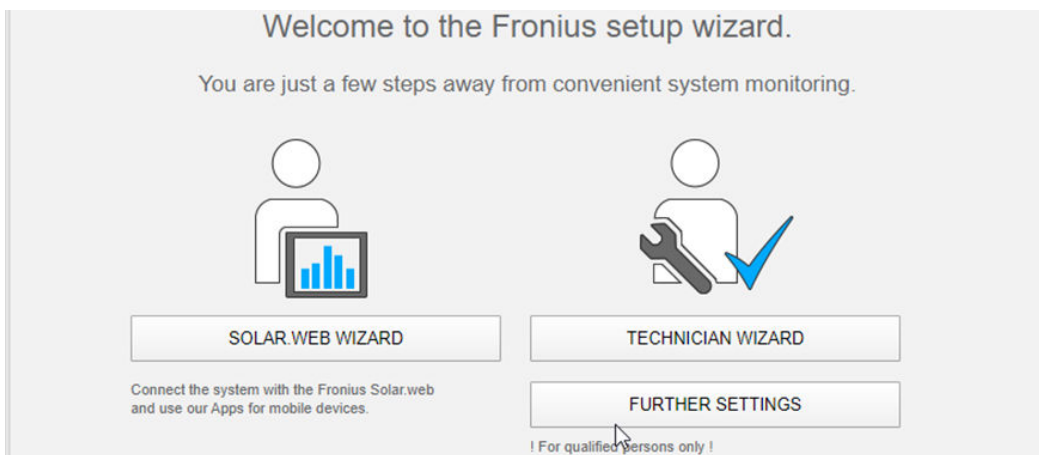 Welcome to the Fronius setup wizard.
You are just a few steps away from convenient system monitoring.
SOLAR.WEB WIZARD
Connect the system with the Fronius Solar.web
and use our Apps for mobile devices.
TECHNICIAN WIZARD
FURTHER SETTINGS
! For qualified persons only !